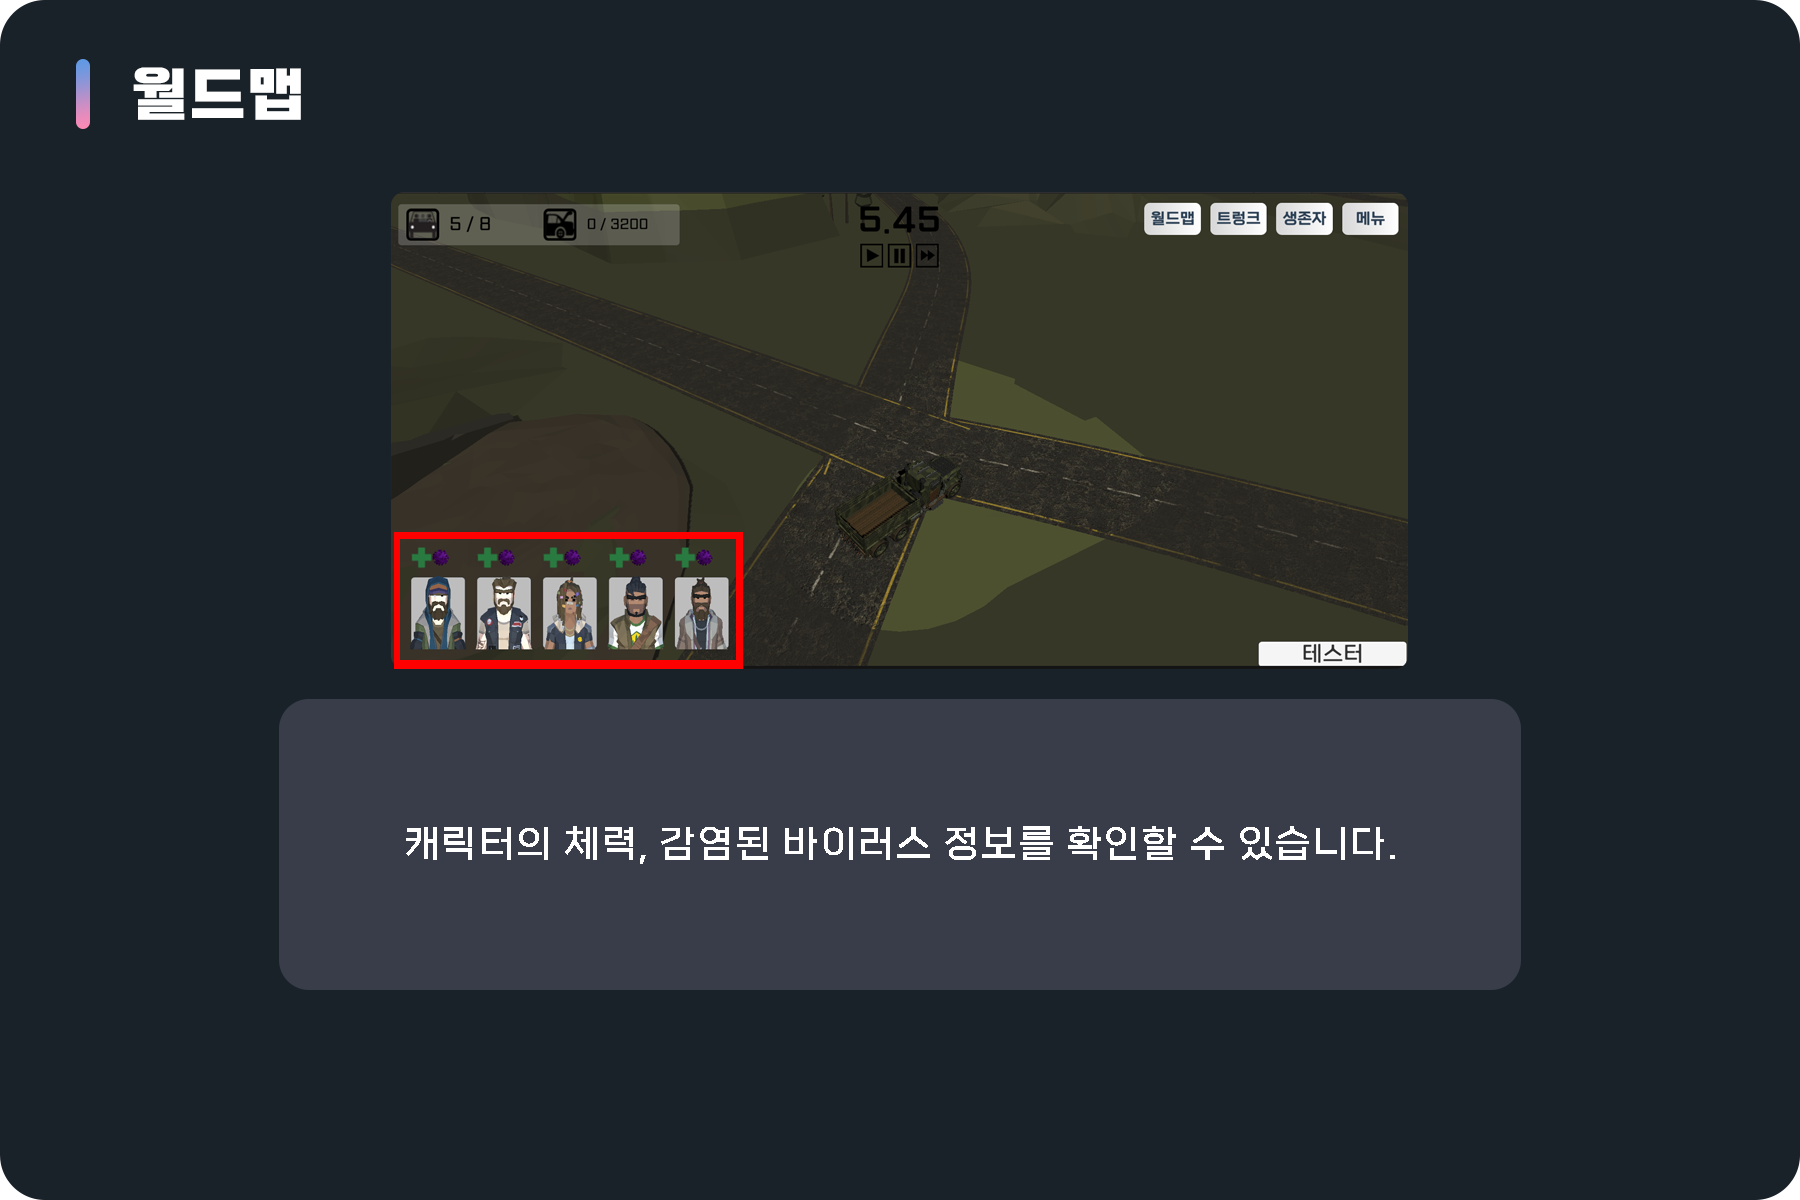 월드맵
5 / 8
0 / 3200
5.45
월드맵
트렁크
생존자
메뉴
테스터
캐릭터의 체력, 감염된 바이러스 정보를 확인할 수 있습니다.